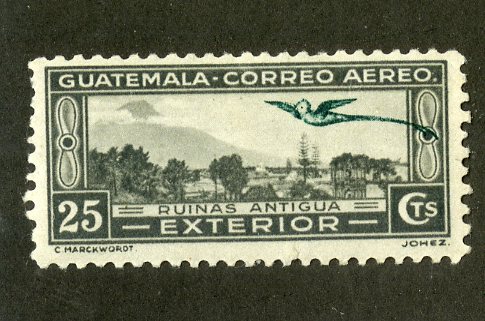 GUATEMALA-CORREO AEREO.
RUINAS ANTIGUA
25 — EXTERIOR — CTS
C.MARCKWORDT. JOHEZ.